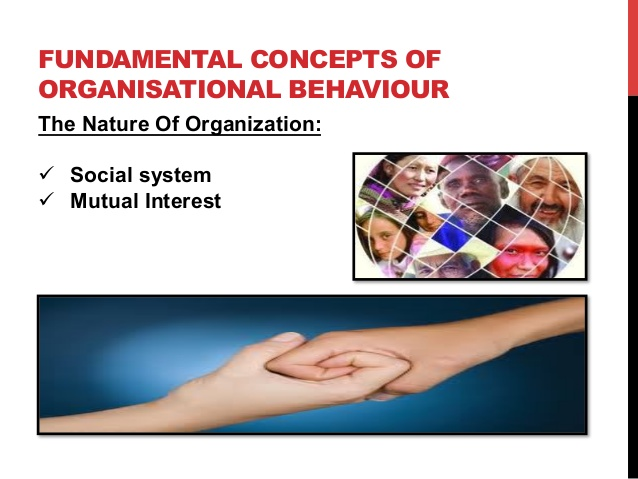 FUNDAMENTAL CONCEPTS OF
ORGANISATIONAL BEHAVIOUR
The Nature Of Organization:
✓ Social system
✓ Mutual Interest